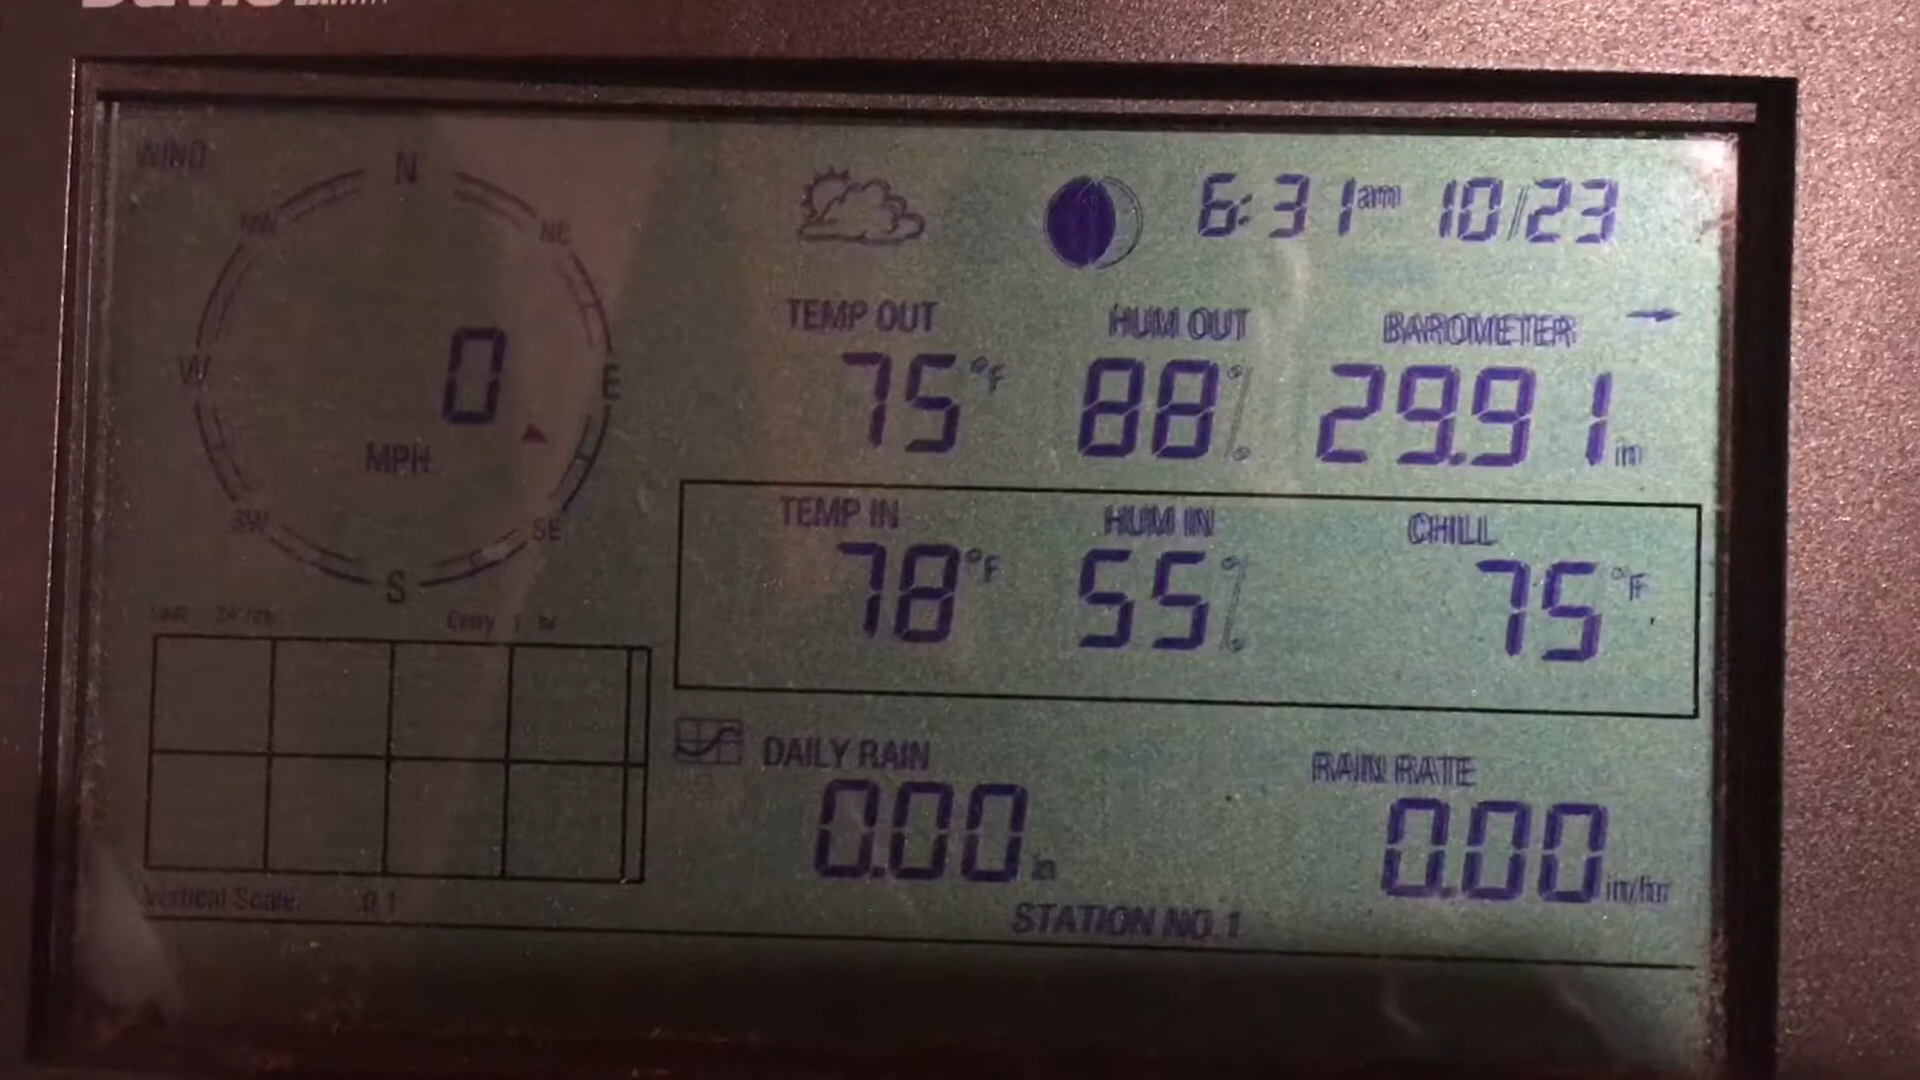 WIND
N
NW NE
W 0 E
MPH
SW SE
S
Last 24 hrs Every 1 hr
Vertical Scale: 0.1
6:31 am 10/23
TEMP OUT HUM OUT BAROMETER
75°F 88% 29.91 in
TEMP IN HUM IN CHILL
78°F 55% 75°F
DAILY RAIN RAIN RATE
0.00 in 0.00 in/hr
STATION NO. 1